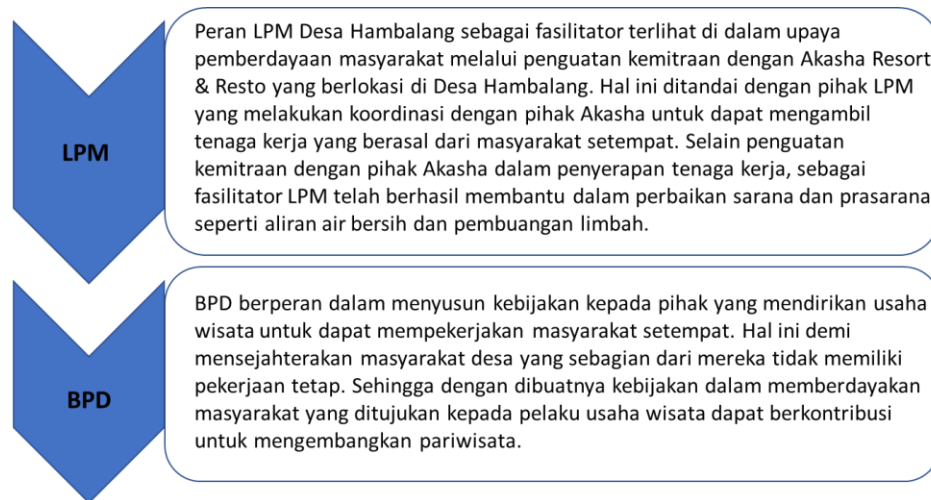 LPM
Peran LPM Desa Hambalang sebagai fasilitator terlihat di dalam upaya
pemberdayaan masyarakat melalui penguatan kemitraan dengan Akasha Resort
& Resto yang berlokasi di Desa Hambalang. Hal ini ditandai dengan pihak LPM
yang melakukan koordinasi dengan pihak Akasha untuk dapat mengambil
tenaga kerja yang berasal dari masyarakat setempat. Selain penguatan
kemitraan dengan pihak Akasha dalam penyerapan tenaga kerja, sebagai
fasilitator LPM telah berhasil membantu dalam perbaikan sarana dan prasarana
seperti aliran air bersih dan pembuangan limbah.
BPD
BPD berperan dalam menyusun kebijakan kepada pihak yang mendirikan usaha
wisata untuk dapat mempekerjakan masyarakat setempat. Hal ini demi
mensejahterakan masyarakat desa yang sebagian dari mereka tidak memiliki
pekerjaan tetap. Sehingga dengan dibuatnya kebijakan dalam memberdayakan
masyarakat yang ditujukan kepada pelaku usaha wisata dapat berkontribusi
untuk mengembangkan pariwisata.